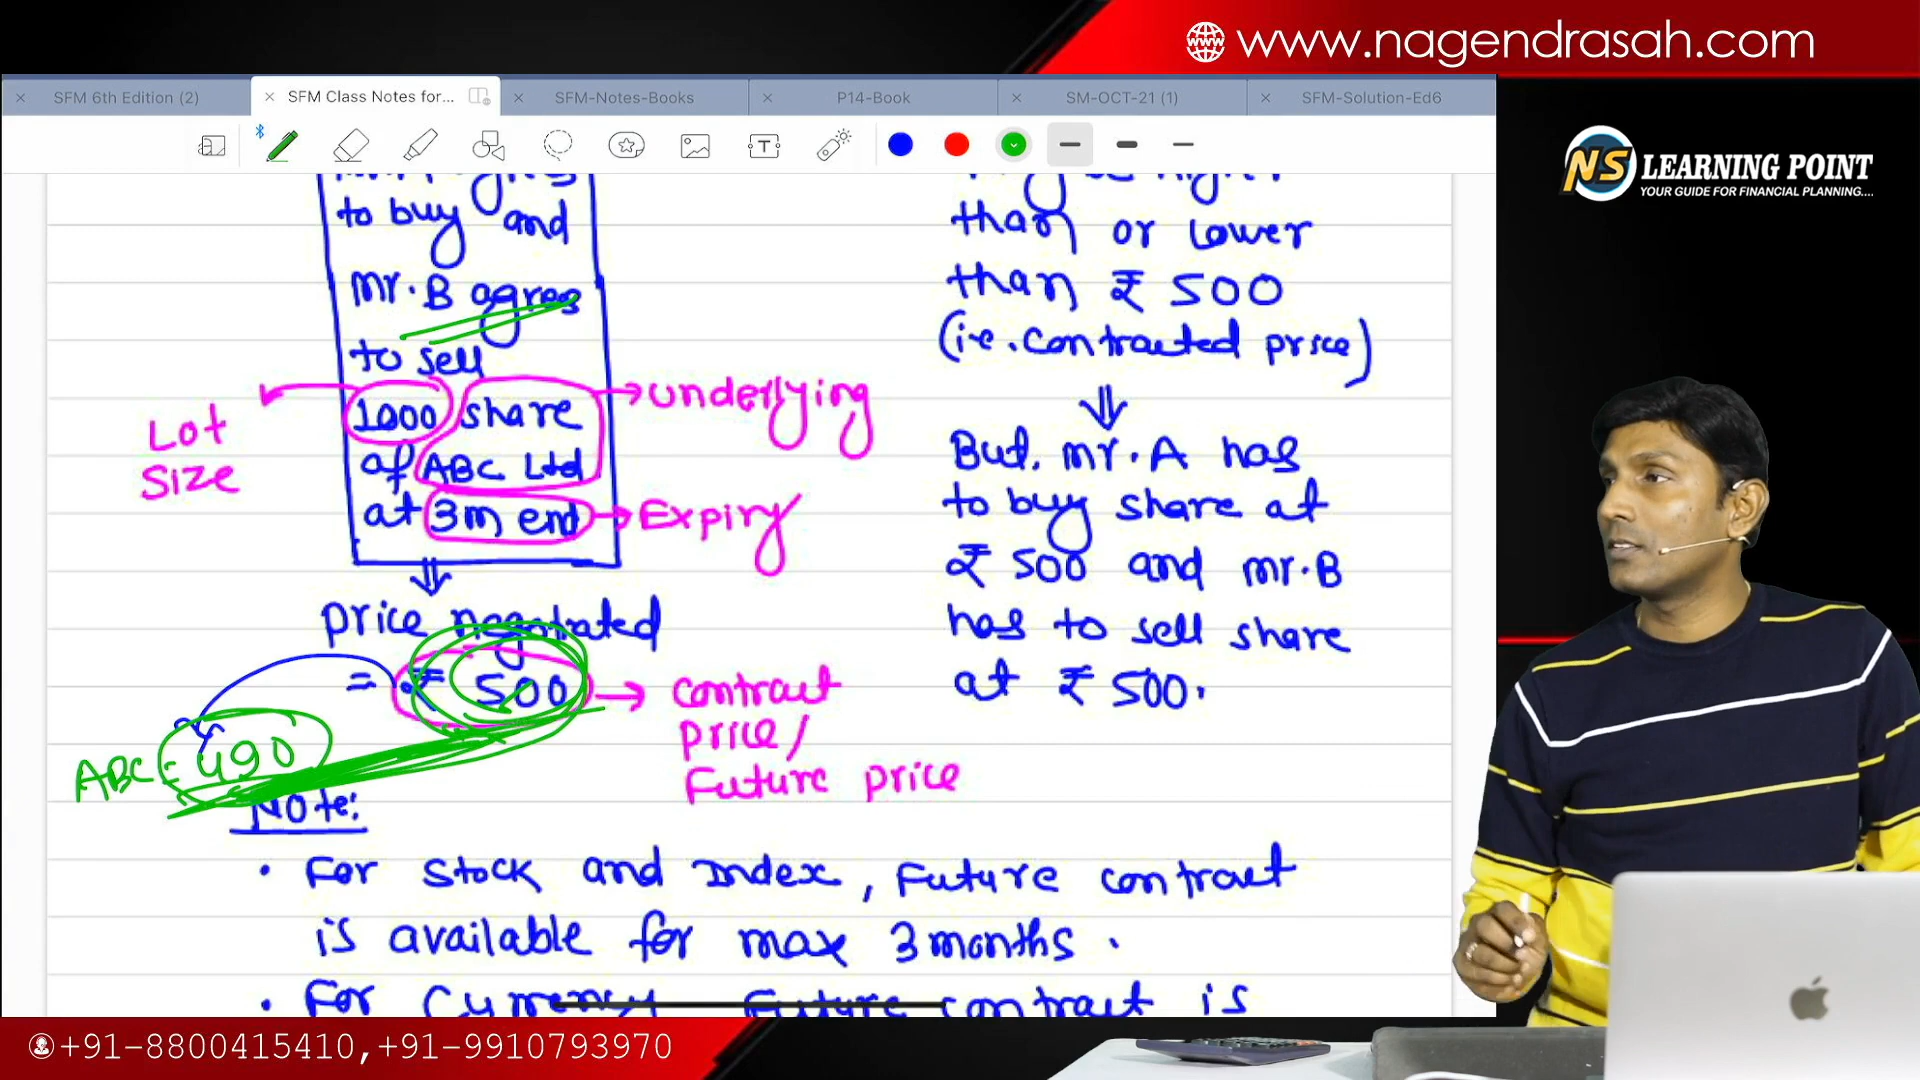 www.nagendrasah.com
SFM 6th Edition (2)
SFM Class Notes for...
SFM-Notes-Books
P14-Book
SM-OCT-21 (1)
SFM-Solution-Ed6
T
NS LEARNING POINT
YOUR GUIDE FOR FINANCIAL PLANNING....
to buy and
Mr. B agres
to sell
1000 share
of ABC Ltd
at 3m end
Lot
Size
Underlying
Expiry
price negotiated
= ₹ 500
contract
price/
Future price
ABC = 490
Note:
• For Stock and Index, Future contract
is available for max 3 months.
• For Currency Future contract is
than or lower
than ₹ 500
(i.e. Contracted price)
But. Mr. A has
to buy share at
₹ 500 and Mr. B
has to sell share
at ₹ 500.
+91-8800415410,+91-9910793970